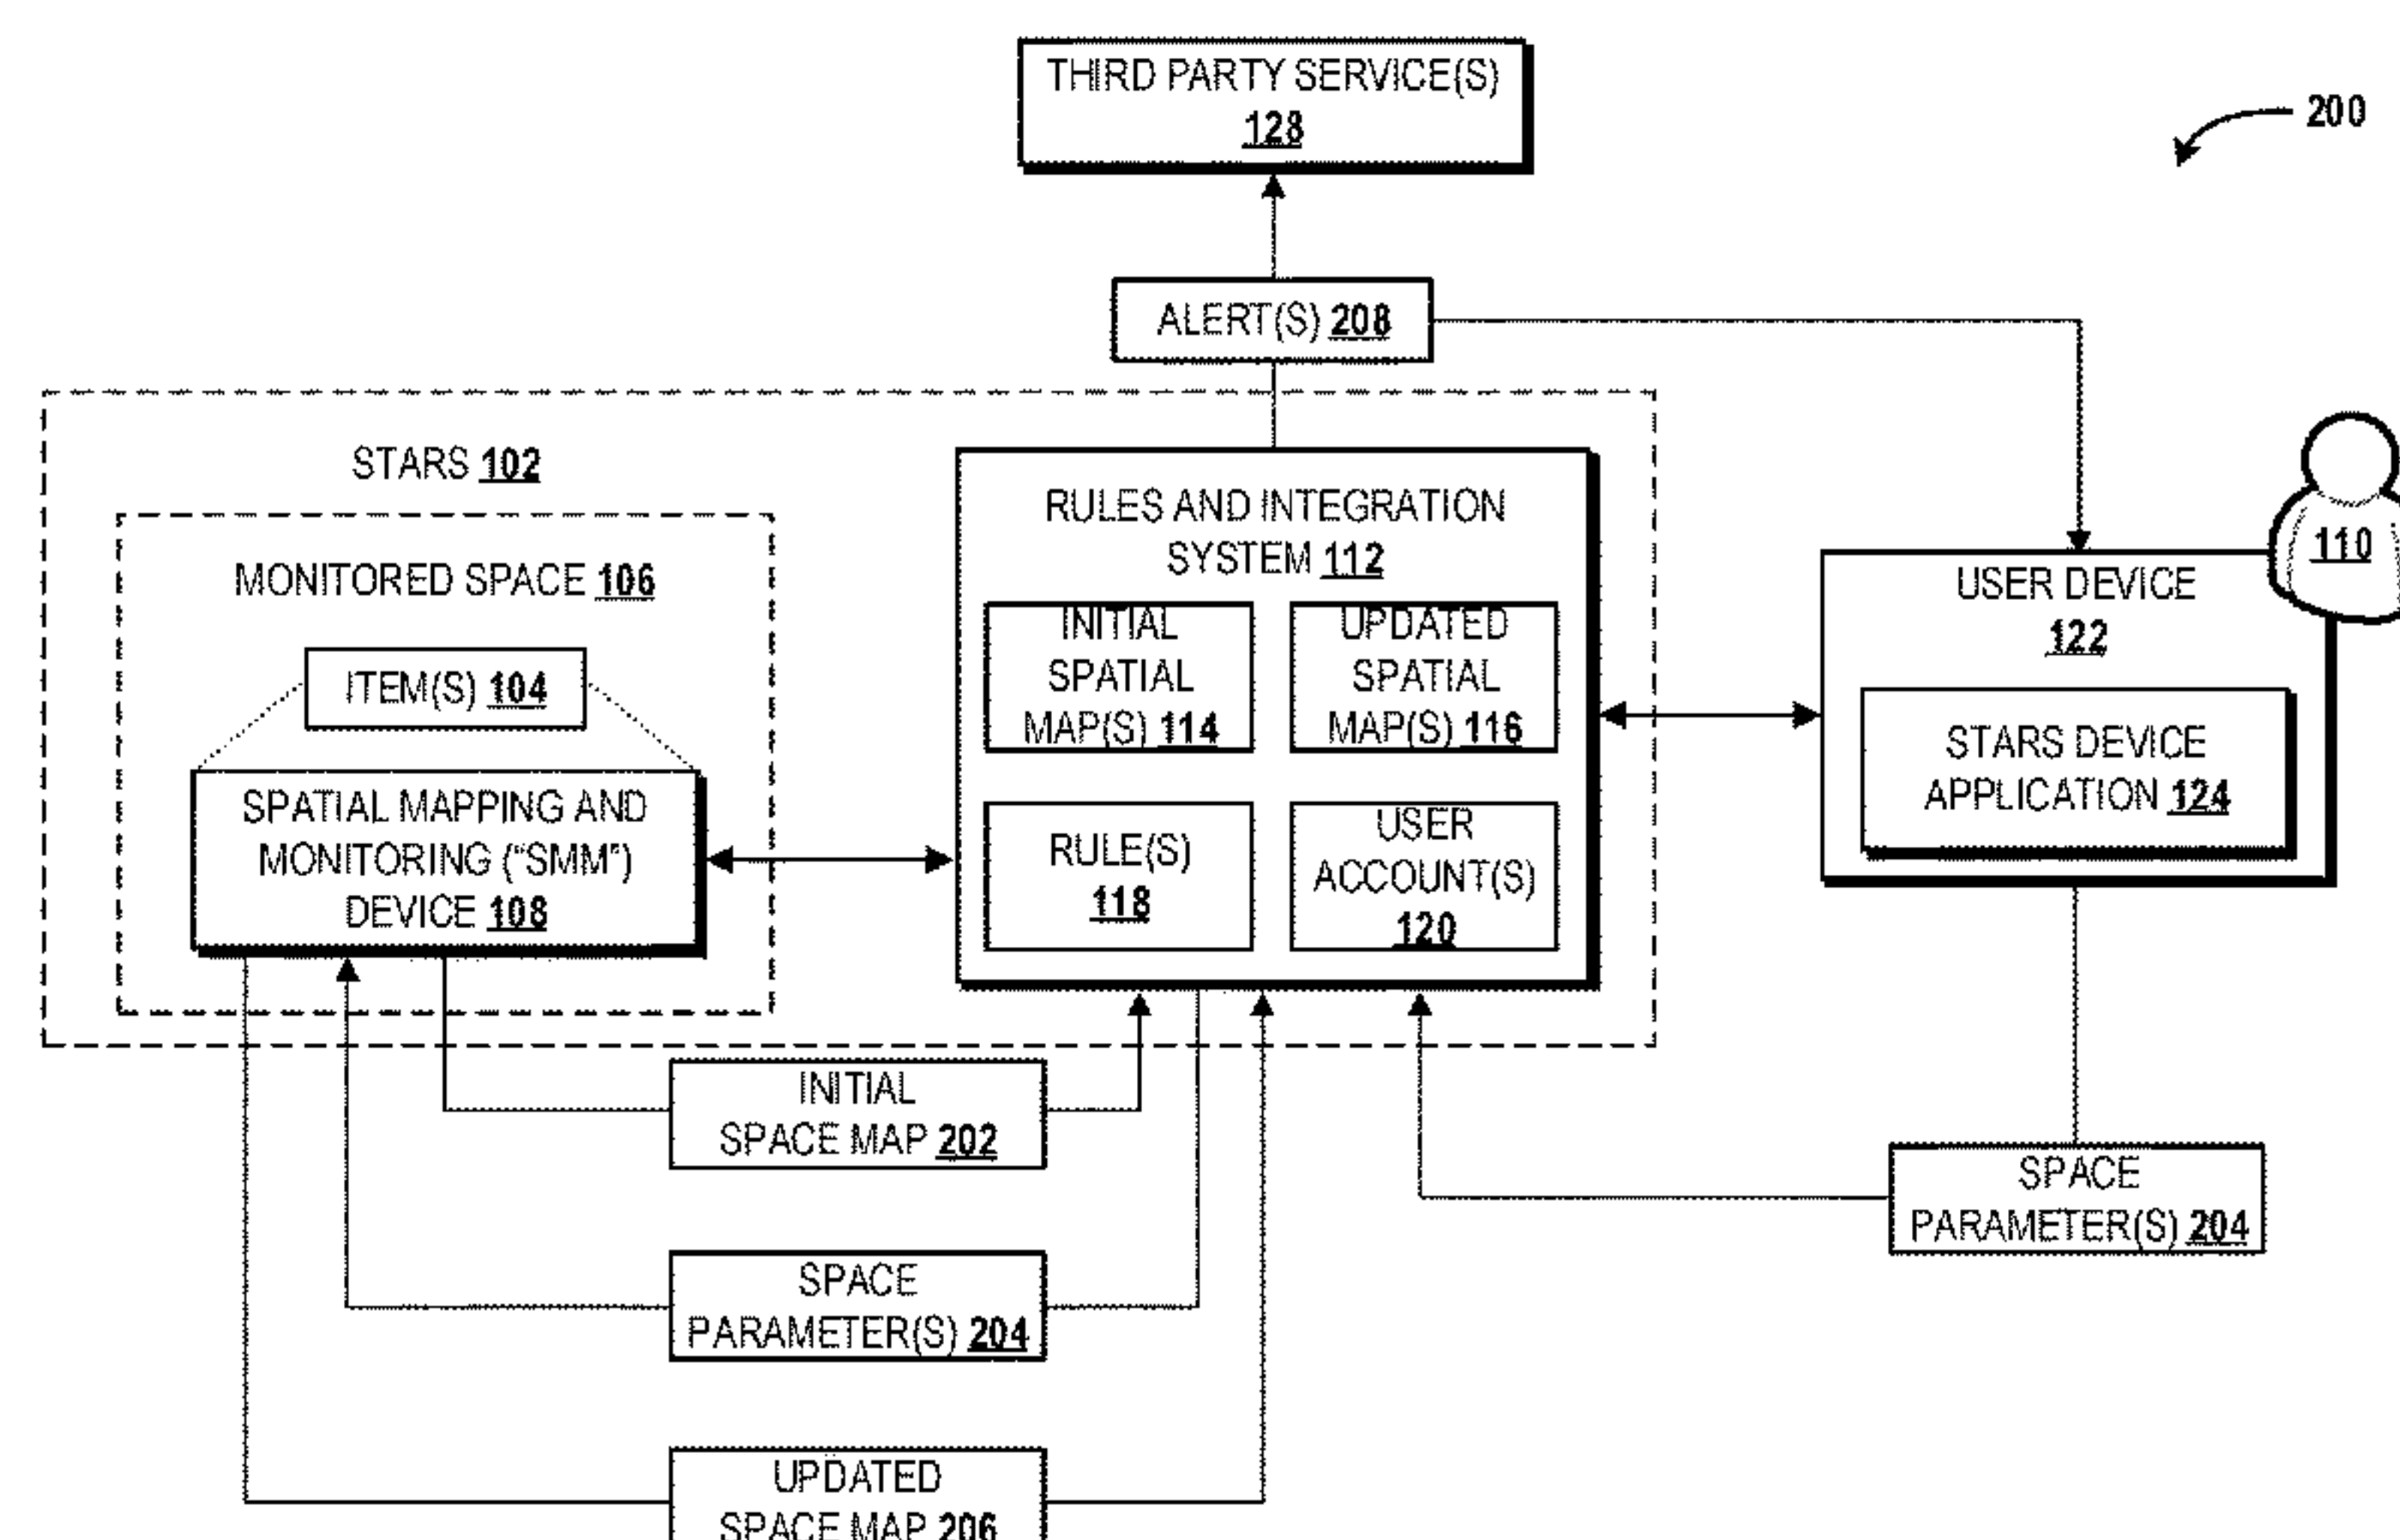 THIRD PARTY SERVICE(S)
128
200
ALERT(S) 208
STARS 102
MONITORED SPACE 106
ITEM(S) 104
SPATIAL MAPPING AND
MONITORING ("SMM")
DEVICE 108
RULES AND INTEGRATION
SYSTEM 112
INITIAL
SPATIAL
MAP(S) 114
UPDATED
SPATIAL
MAP(S) 116
RULE(S)
118
USER
ACCOUNT(S)
120
110
USER DEVICE
122
STARS DEVICE
APPLICATION 124
INITIAL
SPACE MAP 202
SPACE
PARAMETER(S) 204
SPACE
PARAMETER(S) 204
UPDATED
SPACE MAP 206